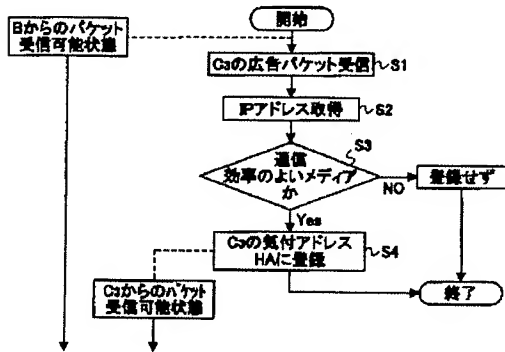 開始
Bからのパケット
受信可能状態
C3の広告パケット受信
S1
IPアドレス取得
S2
通信
効率のよいメディア
か
S3
NO
登録せず
Yes
C3の気付アドレス
HAに登録
S4
C3からのパケット
受信可能状態
終了